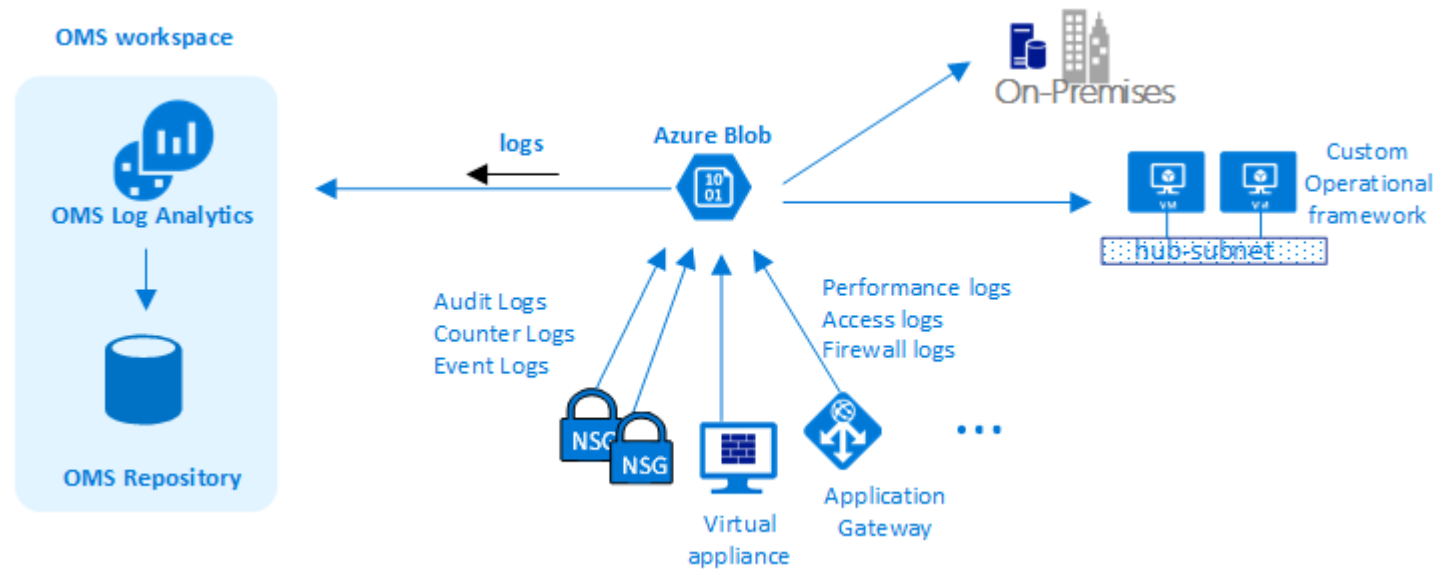 OMS workspace
OMS Log Analytics
OMS Repository
logs
Azure Blob
10
01
On-Premises
VM
VM
Custom
Operational
framework
hub-subnet
Audit Logs
Counter Logs
Event Logs
Performance logs
Access logs
Firewall logs
NSG
NSG
Virtual
appliance
Application
Gateway
...